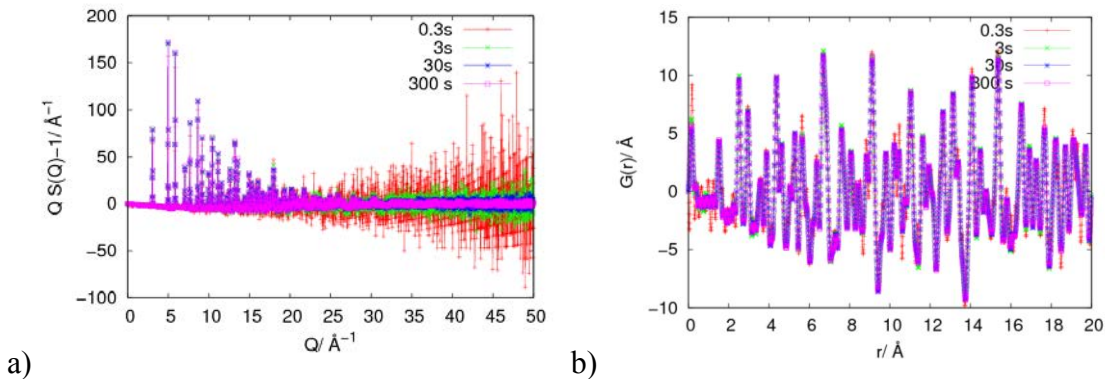 a)
Q S(Q)−1/ Å−1
200
150
100
50
0
−50
−100
0 5 10 15 20 25 30 35 40 45 50
Q/ Å−1
0.3s
3s
30s
300 s
b)
G(r)/ Å
15
10
5
0
−5
−10
0 2 4 6 8 10 12 14 16 18 20
r/ Å
0.3s
3s
30s
300 s